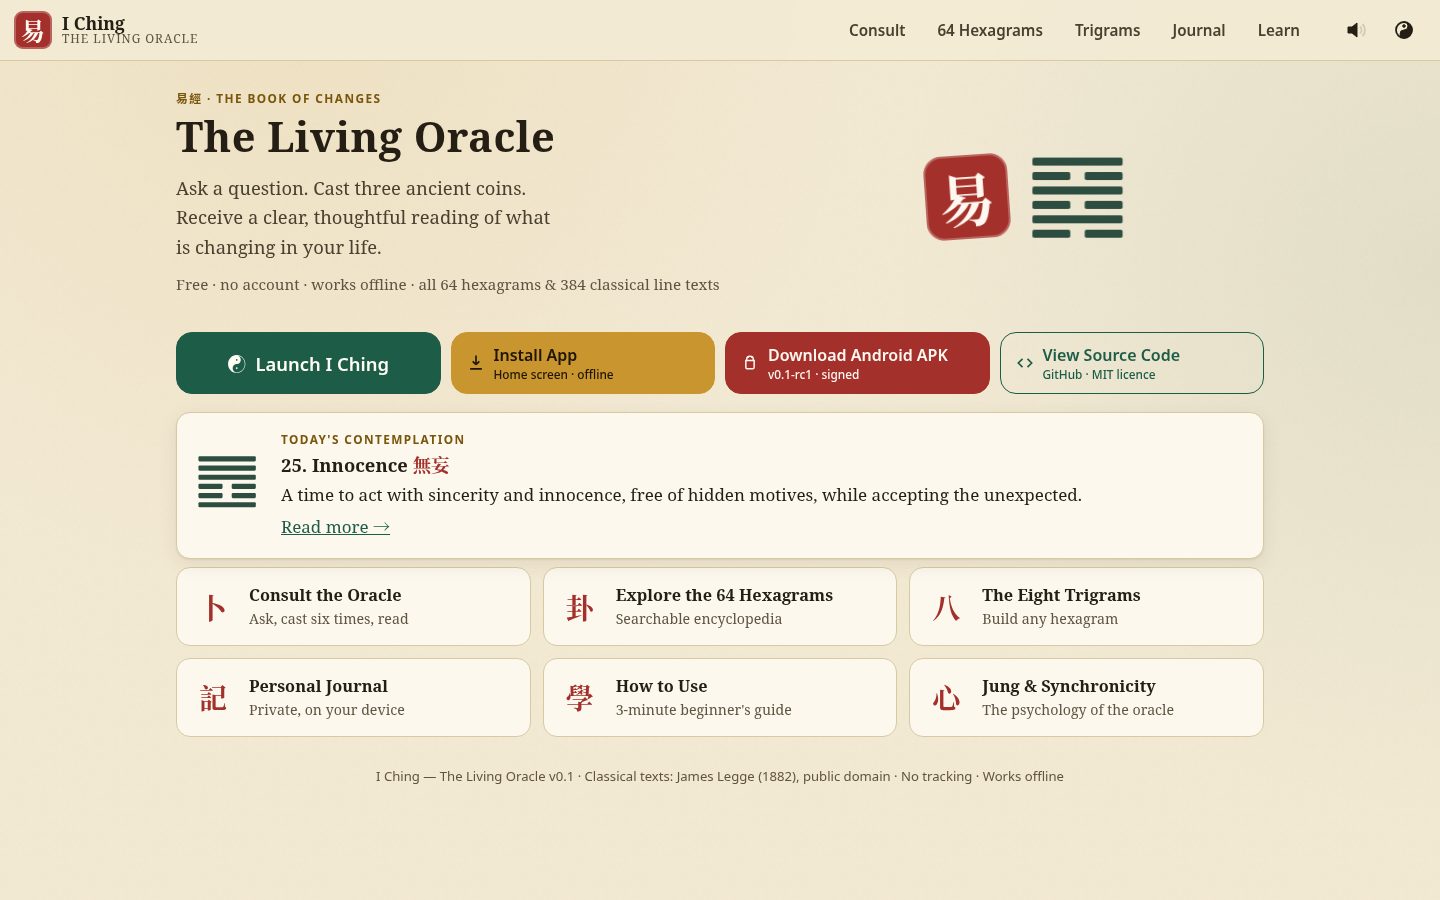 易
I Ching
THE LIVING ORACLE
Consult
64 Hexagrams
Trigrams
Journal
Learn
易經 · THE BOOK OF CHANGES
The Living Oracle
Ask a question. Cast three ancient coins.
Receive a clear, thoughtful reading of what
is changing in your life.
Free · no account · works offline · all 64 hexagrams & 384 classical line texts
易
Launch I Ching
Install App
Home screen · offline
Download Android APK
v0.1-rc1 · signed
View Source Code
GitHub · MIT licence
TODAY'S CONTEMPLATION
25. Innocence 無妄
A time to act with sincerity and innocence, free of hidden motives, while accepting the unexpected.
Read more →
卜
Consult the Oracle
Ask, cast six times, read
卦
Explore the 64 Hexagrams
Searchable encyclopedia
八
The Eight Trigrams
Build any hexagram
記
Personal Journal
Private, on your device
學
How to Use
3-minute beginner's guide
心
Jung & Synchronicity
The psychology of the oracle
I Ching — The Living Oracle v0.1 · Classical texts: James Legge (1882), public domain · No tracking · Works offline